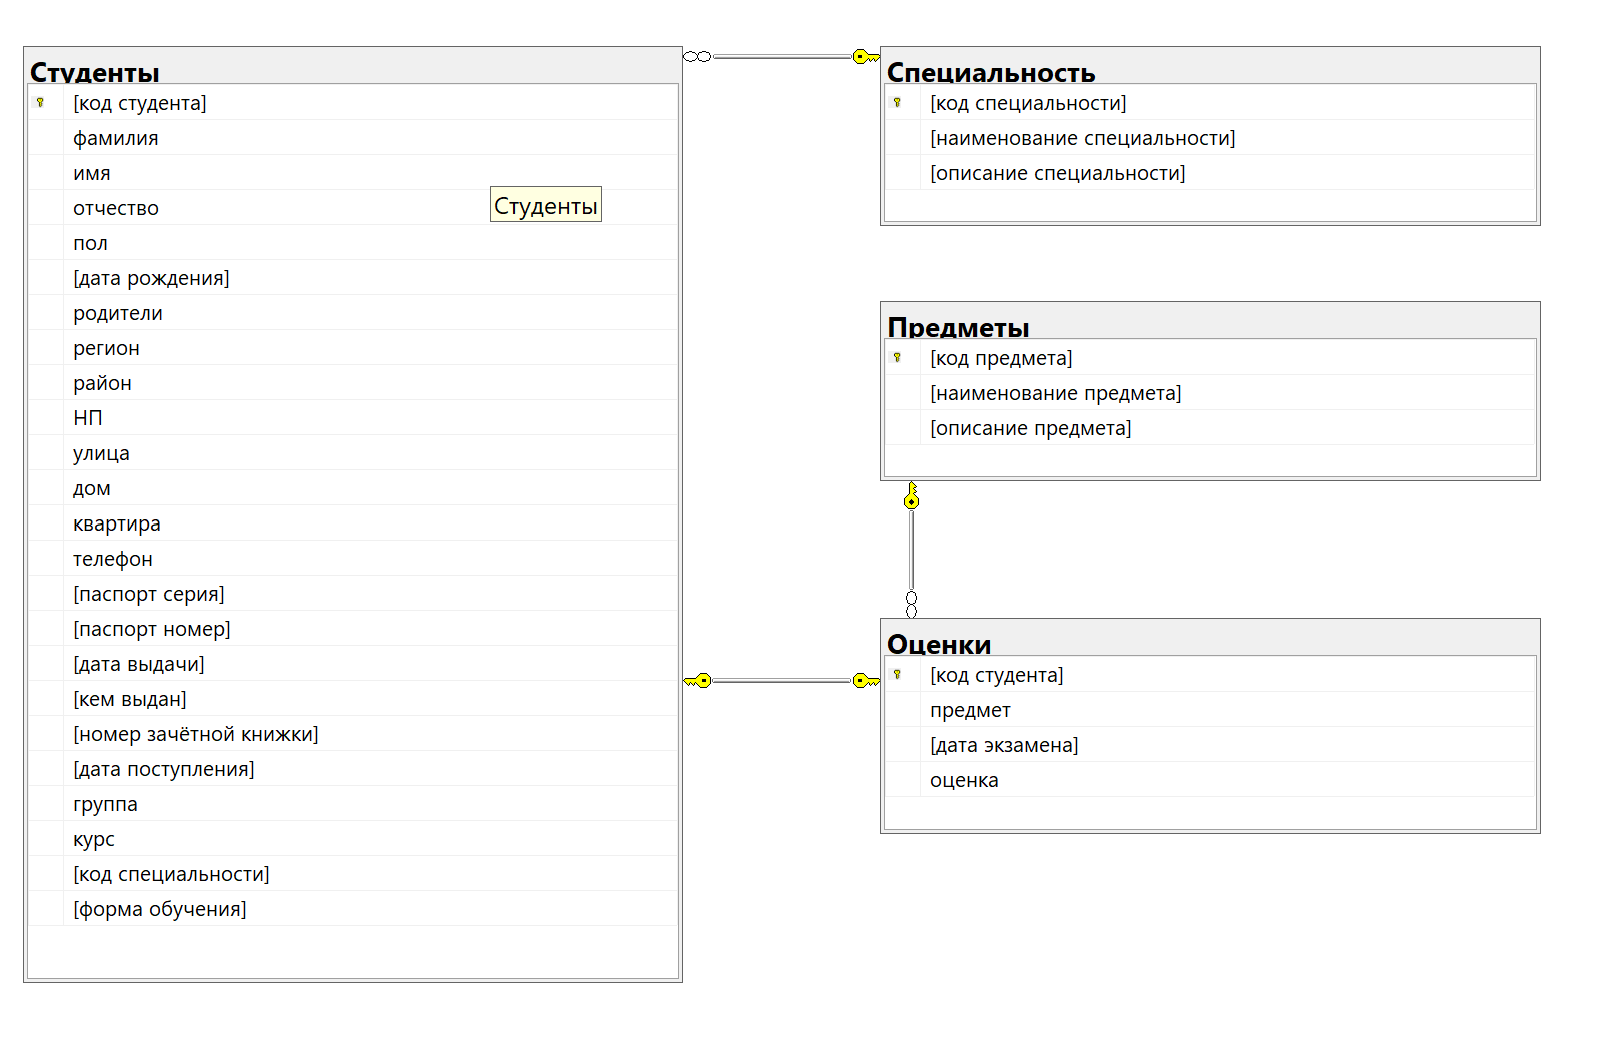 Студенты
[код студента]
фамилия
имя
отчество
Студенты
пол
[дата рождения]
родители
регион
район
НП
улица
дом
квартира
телефон
[паспорт серия]
[паспорт номер]
[дата выдачи]
[кем выдан]
[номер зачётной книжки]
[дата поступления]
группа
курс
[код специальности]
[форма обучения]
Специальность
[код специальности]
[наименование специальности]
[описание специальности]
Предметы
[код предмета]
[наименование предмета]
[описание предмета]
Оценки
[код студента]
предмет
[дата экзамена]
оценка